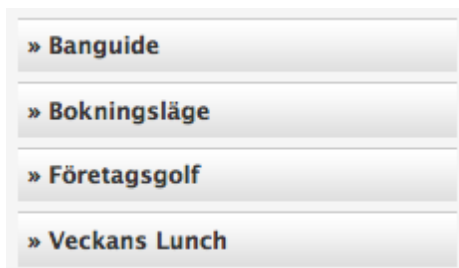 » Banguide
» Bokningsläge
» Företagsgolf
» Veckans Lunch